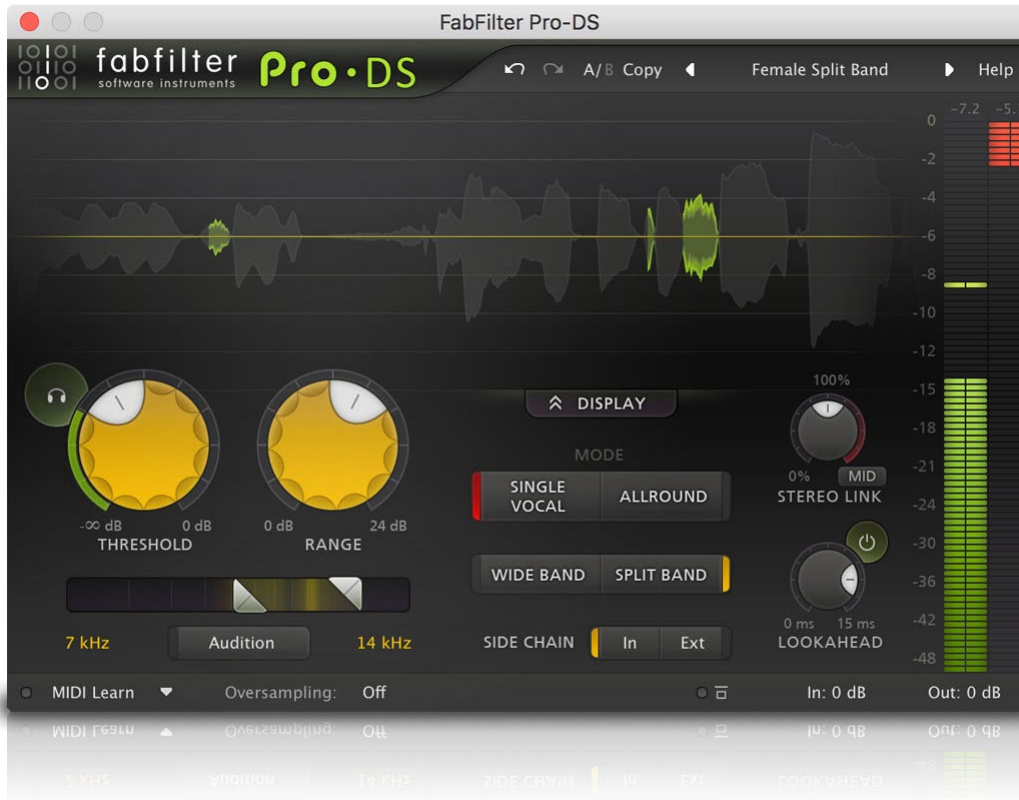 FabFilter Pro-DS
fabfilter
software instruments
Pro·DS
A/B Copy
Female Split Band
Help
-7.2 -5.
0
-2
-4
-6
-8
-10
-12
-15
-18
-21
-24
-30
-36
-42
-48
DISPLAY
100%
0% MID
STEREO LINK
MODE
SINGLE VOCAL
ALLROUND
-∞ dB 0 dB
THRESHOLD
0 dB 24 dB
RANGE
WIDE BAND SPLIT BAND
0 ms 15 ms
LOOKAHEAD
7 kHz Audition 14 kHz
SIDE CHAIN In Ext
MIDI Learn Oversampling: Off In: 0 dB Out: 0 dB